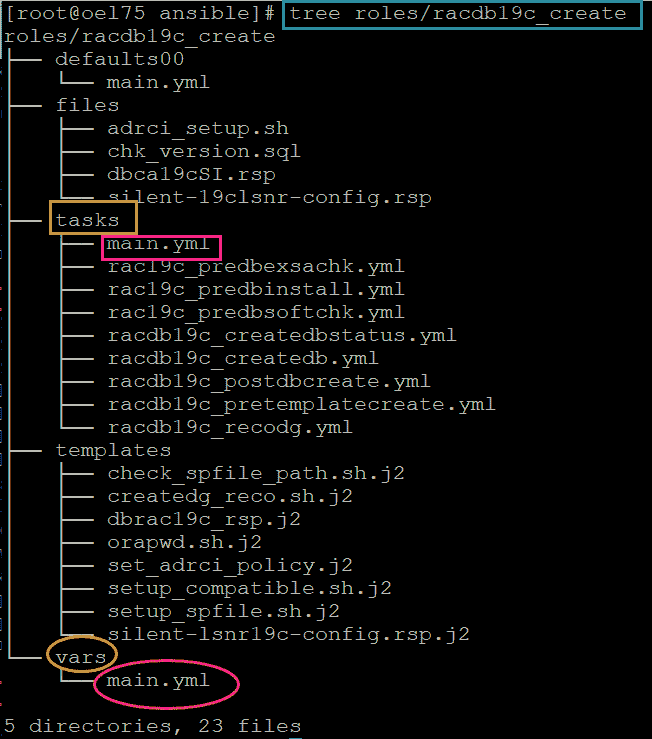 [root@oel75 ansible]# tree roles/racdb19c_create
roles/racdb19c_create
├── defaults00
│   └── main.yml
├── files
│   ├── adrci_setup.sh
│   ├── chk_version.sql
│   ├── dbca19cSI.rsp
│   └── silent-19clsnr-config.rsp
├── tasks
│   ├── main.yml
│   ├── rac19c_predbexsachk.yml
│   ├── rac19c_predbinstall.yml
│   ├── rac19c_predbsoftchk.yml
│   ├── racdb19c_createdbstatus.yml
│   ├── racdb19c_createdb.yml
│   ├── racdb19c_postdbcreate.yml
│   ├── racdb19c_pretemplatecreate.yml
│   └── racdb19c_recodg.yml
├── templates
│   ├── check_spfile_path.sh.j2
│   ├── createdg_reco.sh.j2
│   ├── dbrac19c_rsp.j2
│   ├── orapwd.sh.j2
│   ├── set_adrci_policy.j2
│   ├── setup_compatible.sh.j2
│   ├── setup_spfile.sh.j2
│   └── silent-lsnr19c-config.rsp.j2
└── vars
    └── main.yml
5 directories, 23 files